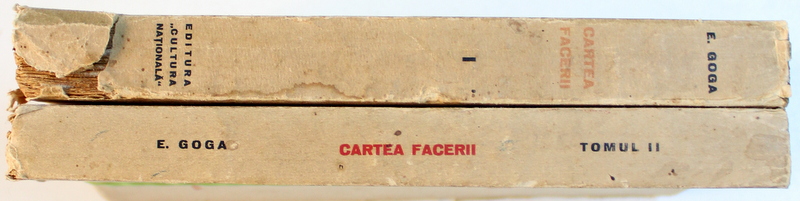 E. GOGA
CARTEA
FACERII
I
EDITURA
„CULTURA
NAȚIONALĂ“
E. GOGA
CARTEA FACERII
TOMUL II